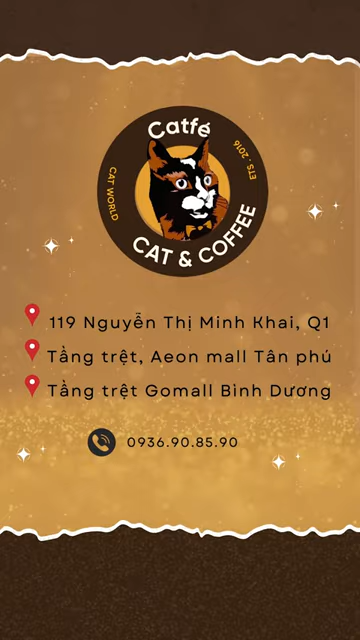 Catfé
CAT WORLD
ETS : 2016
CAT & COFFEE
119 Nguyễn Thị Minh Khai, Q1
Tầng trệt, Aeon mall Tân phú
Tầng trệt Gomall Bình Dương
0936.90.85.90